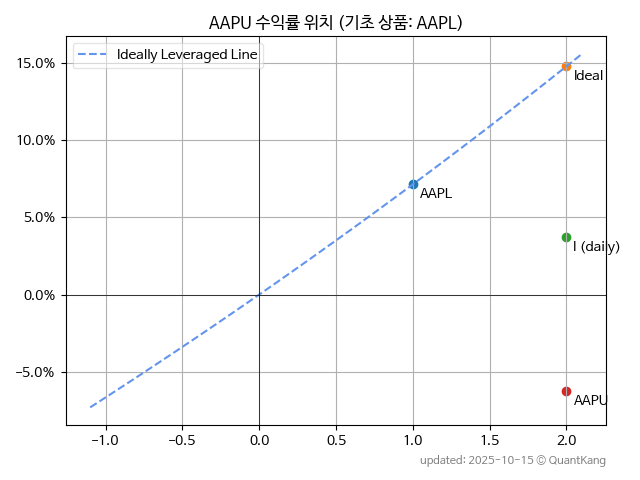 AAPU 수익률 위치 (기초 상품: AAPL)
Ideally Leveraged Line
15.0%
10.0%
5.0%
0.0%
−5.0%
Ideal
AAPL
I (daily)
AAPU
−1.0 −0.5 0.0 0.5 1.0 1.5 2.0
updated: 2025-10-15 © QuantKang